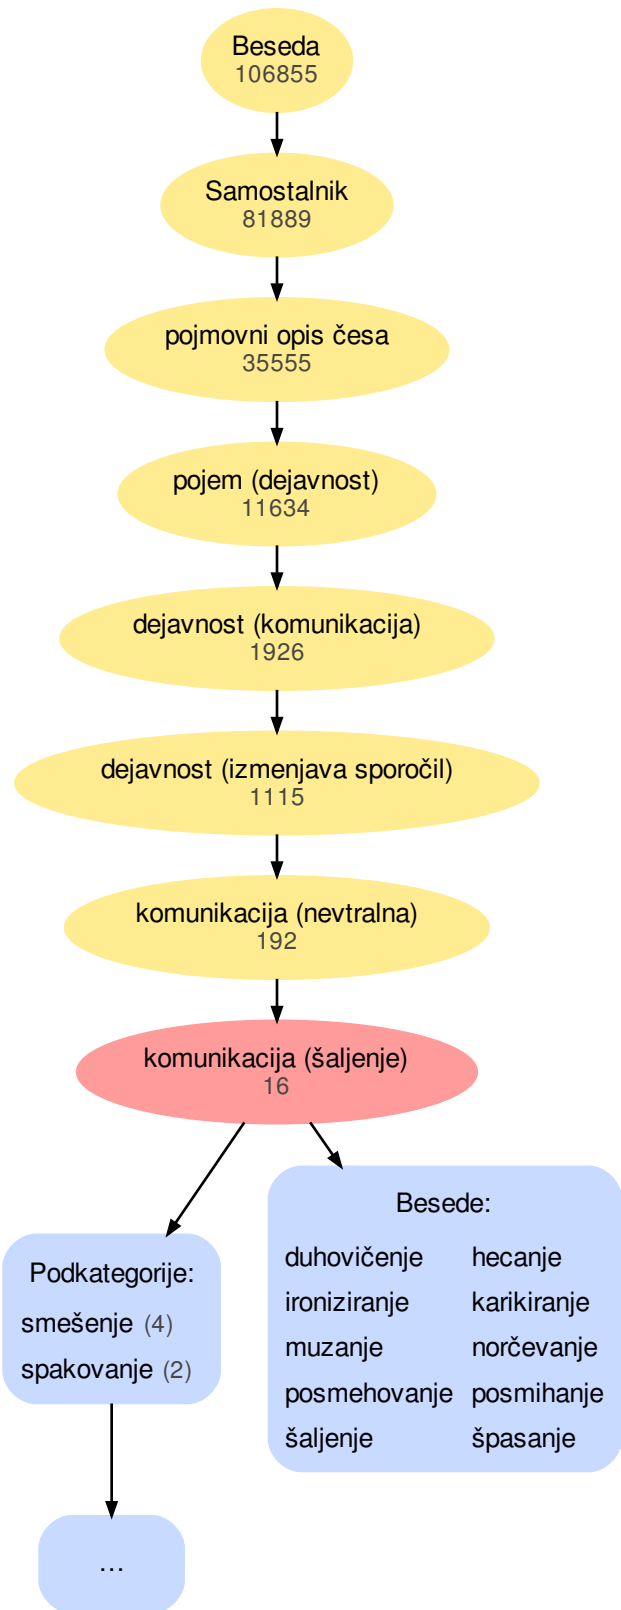 Beseda
106855
Samostalnik
81889
pojmovni opis česa
35555
pojem (dejavnost)
11634
dejavnost (komunikacija)
1926
dejavnost (izmenjava sporočil)
1115
komunikacija (nevtralna)
192
komunikacija (šaljenje)
16
Podkategorije:
smešenje (4)
spakovanje (2)
...
Besede:
duhovičenje hecanje
ironiziranje karikiranje
muzanje norčevanje
posmehovanje posmihanje
šaljenje špasanje